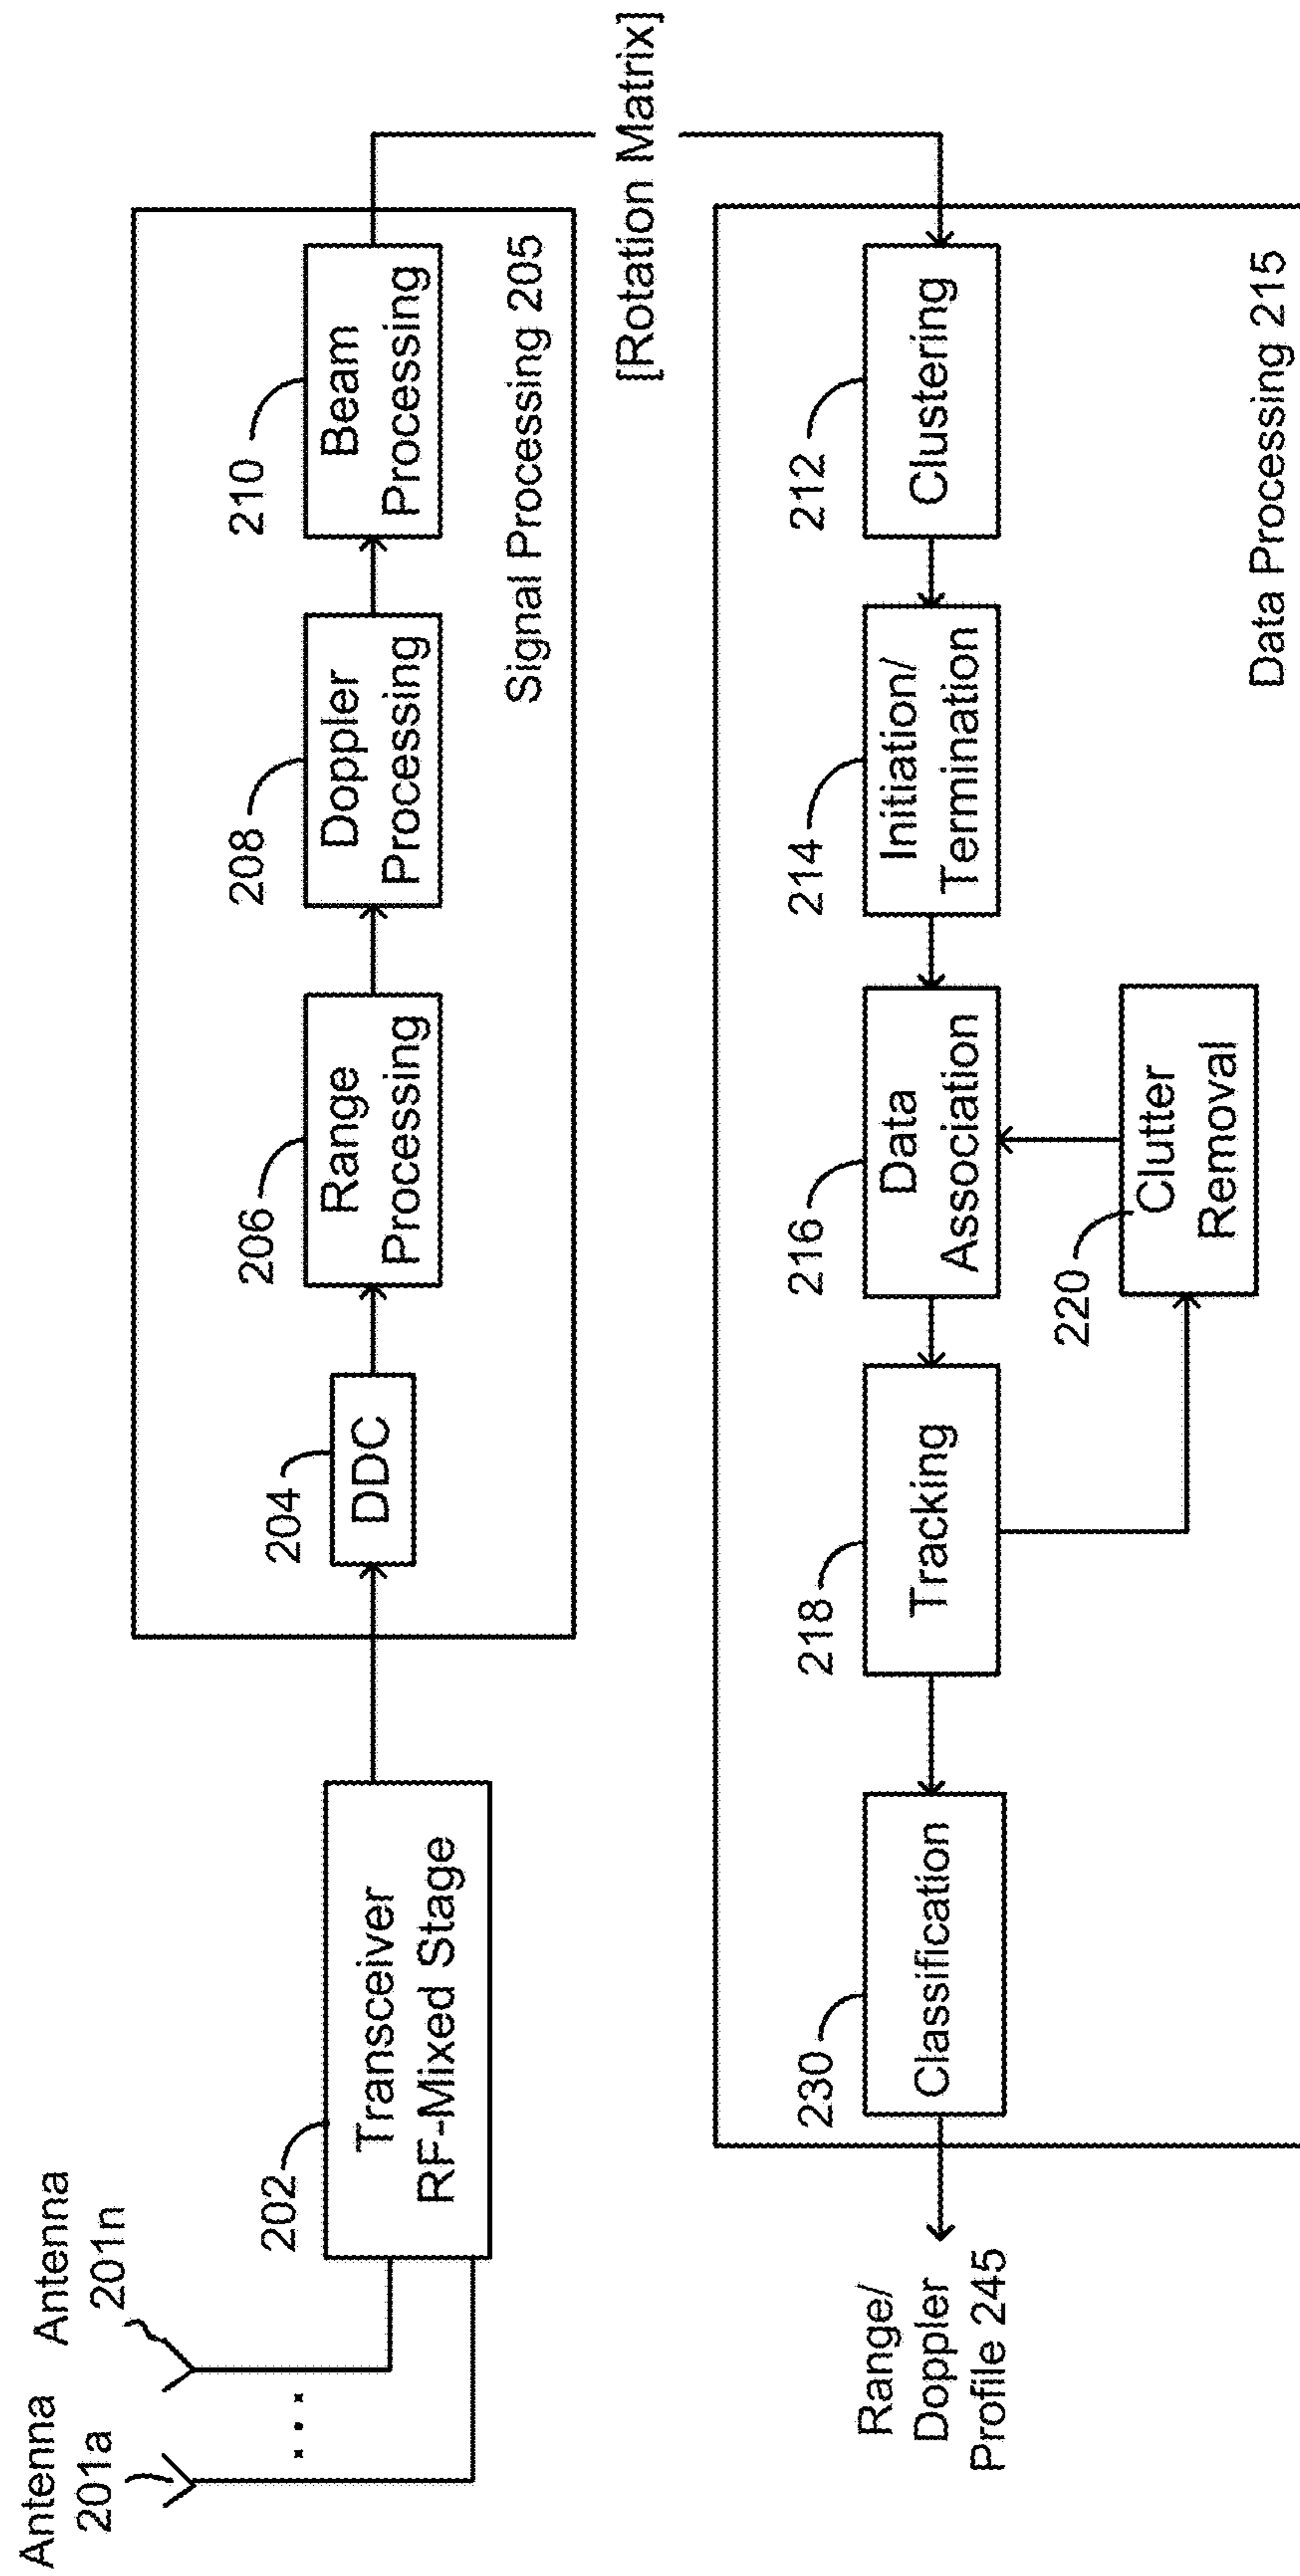 Antenna
201a
Antenna
201n
202
Transceiver
RF-Mixed Stage
204
DDC
206
Range
Processing
208
Doppler
Processing
210
Beam
Processing
Signal Processing 205
[Rotation Matrix]
212
Clustering
214
Initiation/
Termination
216
Data
Association
218
Tracking
220
Clutter
Removal
230
Classification
Range/
Doppler
Profile 245
Data Processing 215